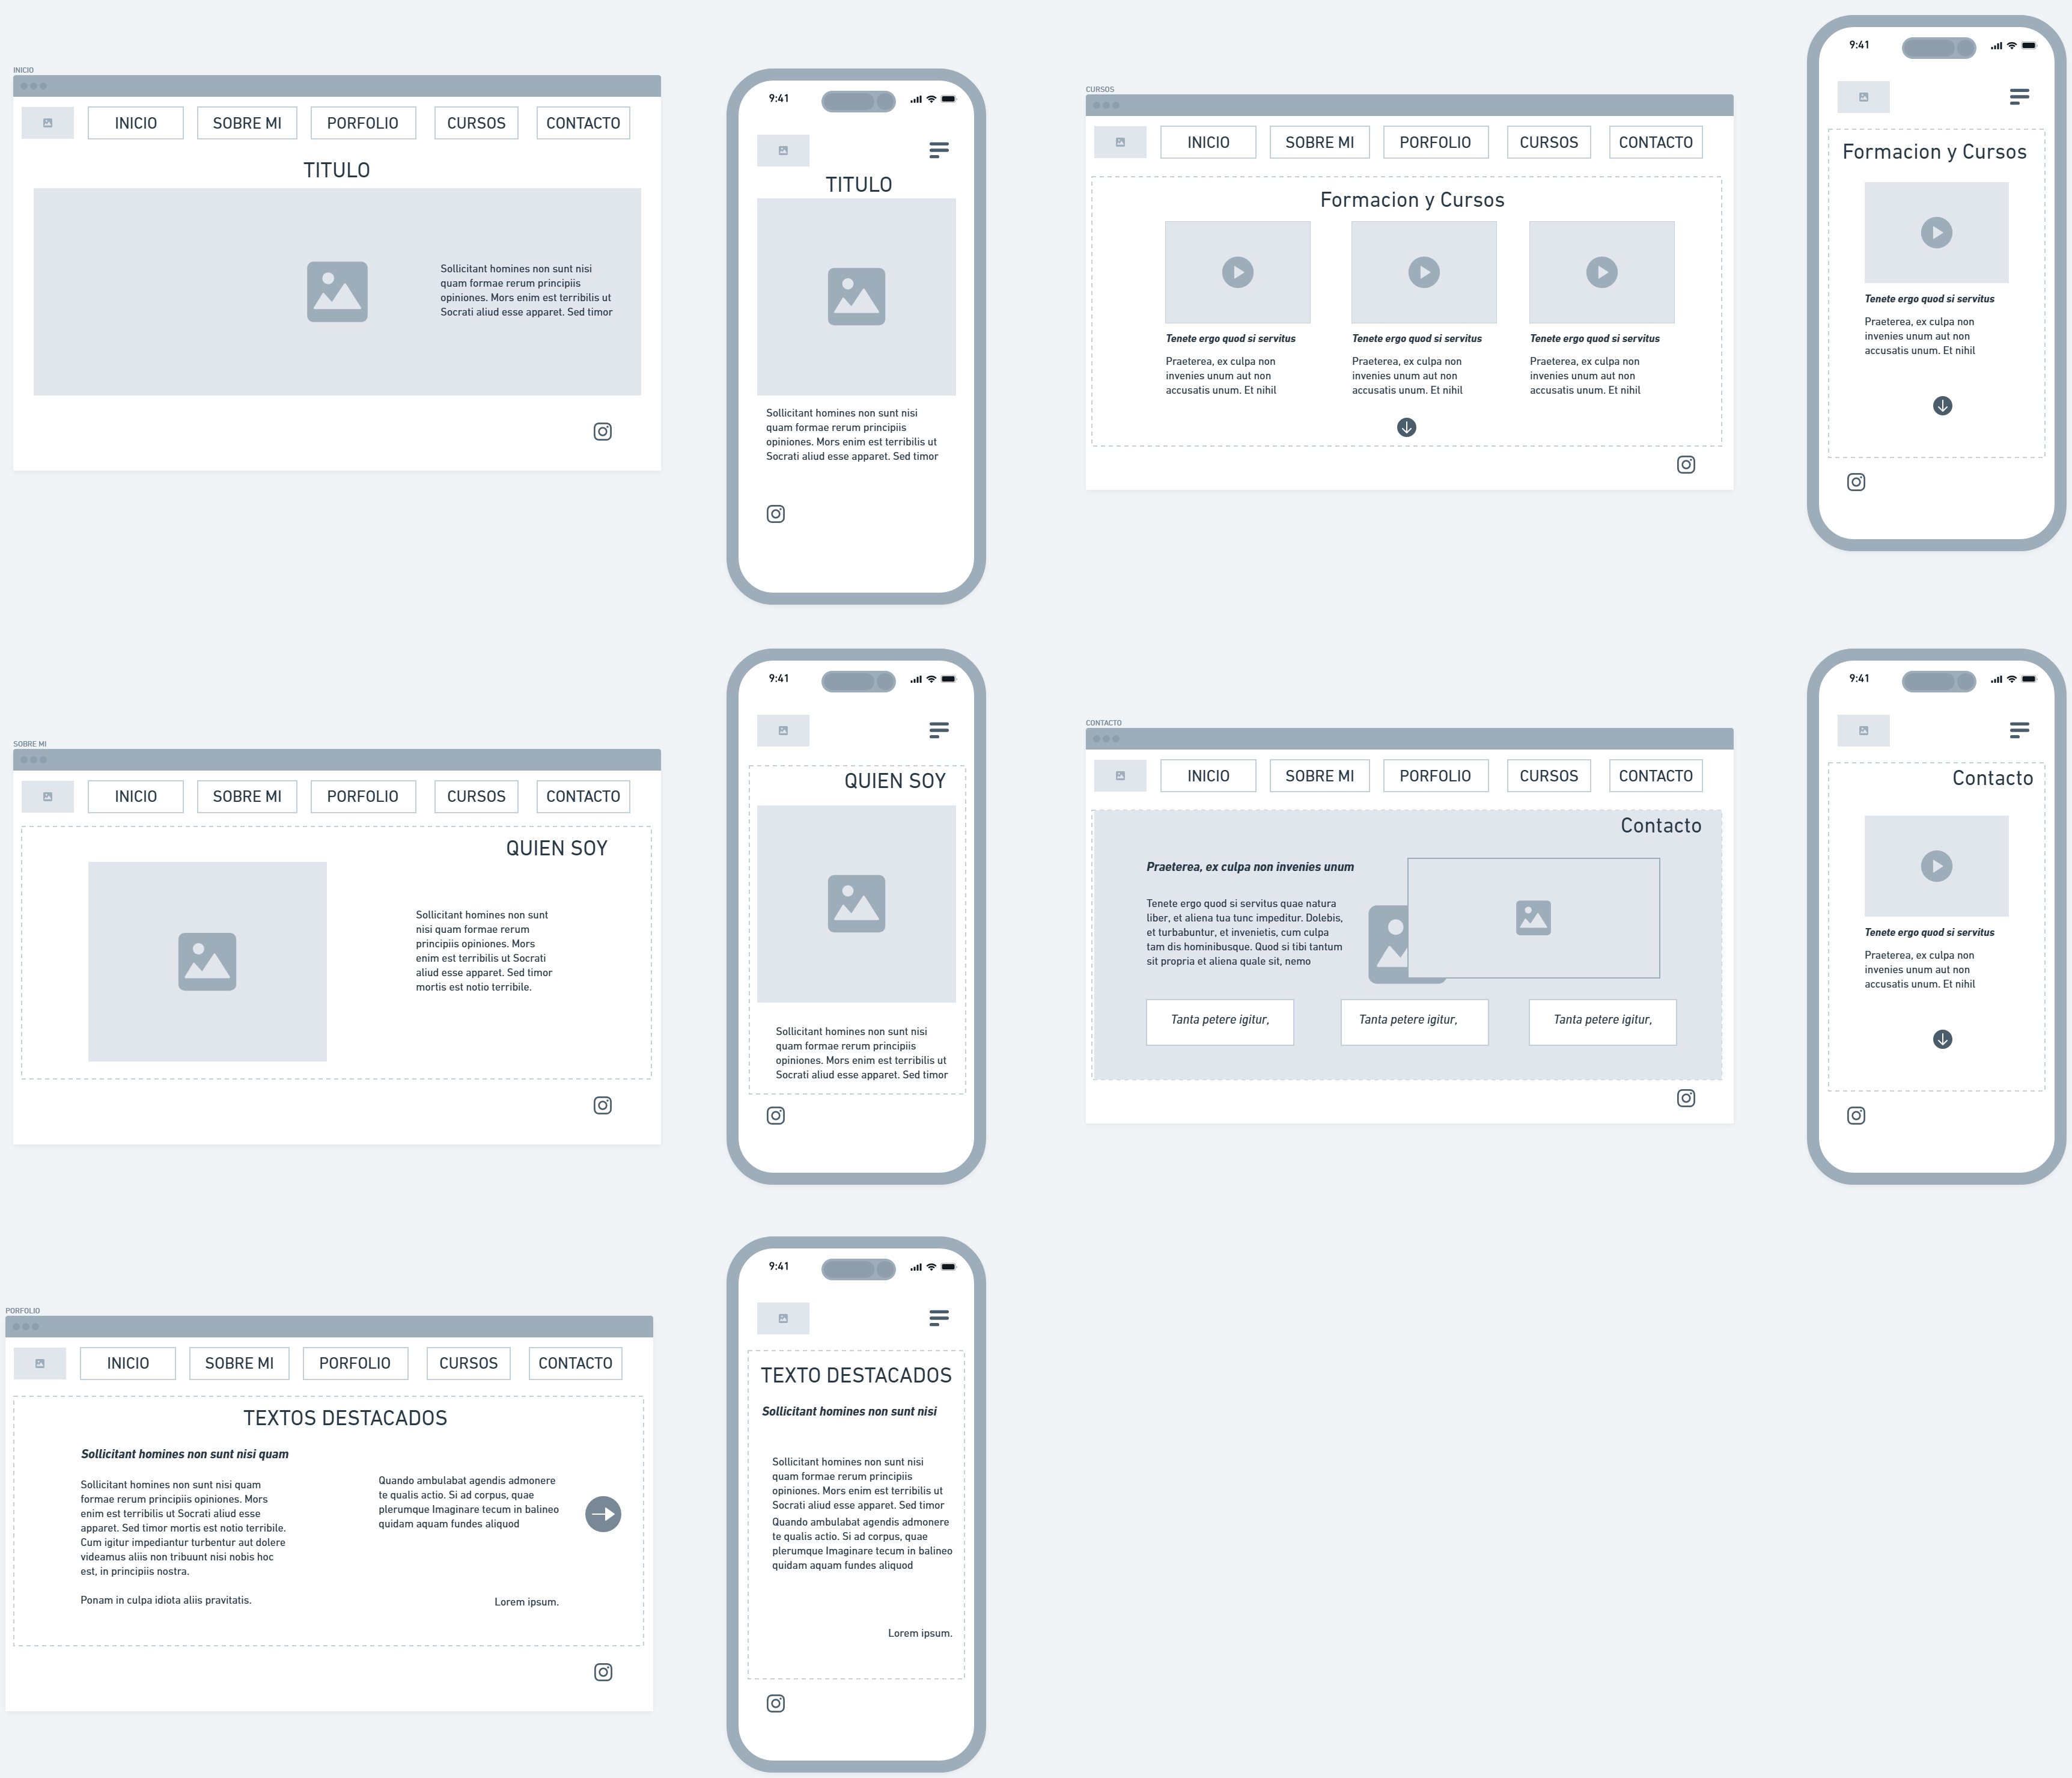 INICIO
INICIO
SOBRE MI
PORFOLIO
CURSOS
CONTACTO
TITULO
Sollicitant homines non sunt nisi
quam formae rerum principiis
opiniones. Mors enim est terribilis ut
Socrati aliud esse apparet. Sed timor
9:41
TITULO
Sollicitant homines non sunt nisi
quam formae rerum principiis
opiniones. Mors enim est terribilis ut
Socrati aliud esse apparet. Sed timor
CURSOS
INICIO
SOBRE MI
PORFOLIO
CURSOS
CONTACTO
Formacion y Cursos
Tenete ergo quod si servitus
Praeterea, ex culpa non
invenies unum aut non
accusatis unum. Et nihil
Tenete ergo quod si servitus
Praeterea, ex culpa non
invenies unum aut non
accusatis unum. Et nihil
Tenete ergo quod si servitus
Praeterea, ex culpa non
invenies unum aut non
accusatis unum. Et nihil
9:41
Formacion y Cursos
Tenete ergo quod si servitus
Praeterea, ex culpa non
invenies unum aut non
accusatis unum. Et nihil
SOBRE MI
INICIO
SOBRE MI
PORFOLIO
CURSOS
CONTACTO
QUIEN SOY
Sollicitant homines non sunt
nisi quam formae rerum
principiis opiniones. Mors
enim est terribilis ut Socrati
aliud esse apparet. Sed timor
mortis est notio terribile.
9:41
QUIEN SOY
Sollicitant homines non sunt nisi
quam formae rerum principiis
opiniones. Mors enim est terribilis ut
Socrati aliud esse apparet. Sed timor
CONTACTO
INICIO
SOBRE MI
PORFOLIO
CURSOS
CONTACTO
Contacto
Praeterea, ex culpa non invenies unum
Tenete ergo quod si servitus quae natura
liber, et aliena tua tunc impeditur. Dolebis,
et turbabuntur, et invenietis, cum culpa
tam dis hominibusque. Quod si tibi tantum
sit propria et aliena quale sit, nemo
Tanta petere igitur,
Tanta petere igitur,
Tanta petere igitur,
9:41
Contacto
Tenete ergo quod si servitus
Praeterea, ex culpa non
invenies unum aut non
accusatis unum. Et nihil
PORFOLIO
INICIO
SOBRE MI
PORFOLIO
CURSOS
CONTACTO
TEXTOS DESTACADOS
Sollicitant homines non sunt nisi quam
Sollicitant homines non sunt nisi quam
formae rerum principiis opiniones. Mors
enim est terribilis ut Socrati aliud esse
apparet. Sed timor mortis est notio terribile.
Cum igitur impediantur turbentur aut dolere
videamus aliis non tribuunt nisi nobis hoc
est, in principiis nostra.
Ponam in culpa idiota aliis pravitatis.
Quando ambulabat agendis admonere
te qualis actio. Si ad corpus, quae
plerumque Imaginare tecum in balineo
quidam aquam fundes aliquod
Lorem ipsum.
9:41
TEXTO DESTACADOS
Sollicitant homines non sunt nisi
Sollicitant homines non sunt nisi
quam formae rerum principiis
opiniones. Mors enim est terribilis ut
Socrati aliud esse apparet. Sed timor
Quando ambulabat agendis admonere
te qualis actio. Si ad corpus, quae
plerumque Imaginare tecum in balineo
quidam aquam fundes aliquod
Lorem ipsum.